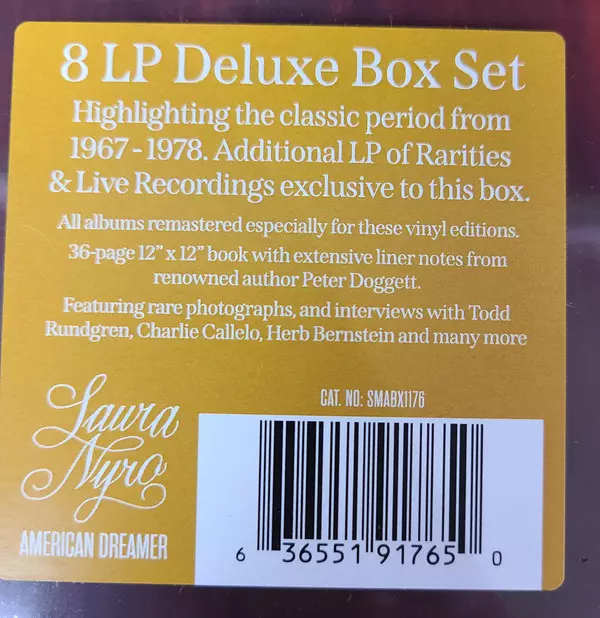 8 LP Deluxe Box Set
Highlighting the classic period from
1967 - 1978. Additional LP of Rarities
& Live Recordings exclusive to this box.
All albums remastered especially for these vinyl editions.
36-page 12” x 12” book with extensive liner notes from
renowned author Peter Doggett.
Featuring rare photographs, and interviews with Todd
Rundgren, Charlie Callelo, Herb Bernstein and many more
Laura
Nyro
AMERICAN DREAMER
CAT. NO: SMABX1176
6 36551 91765 0